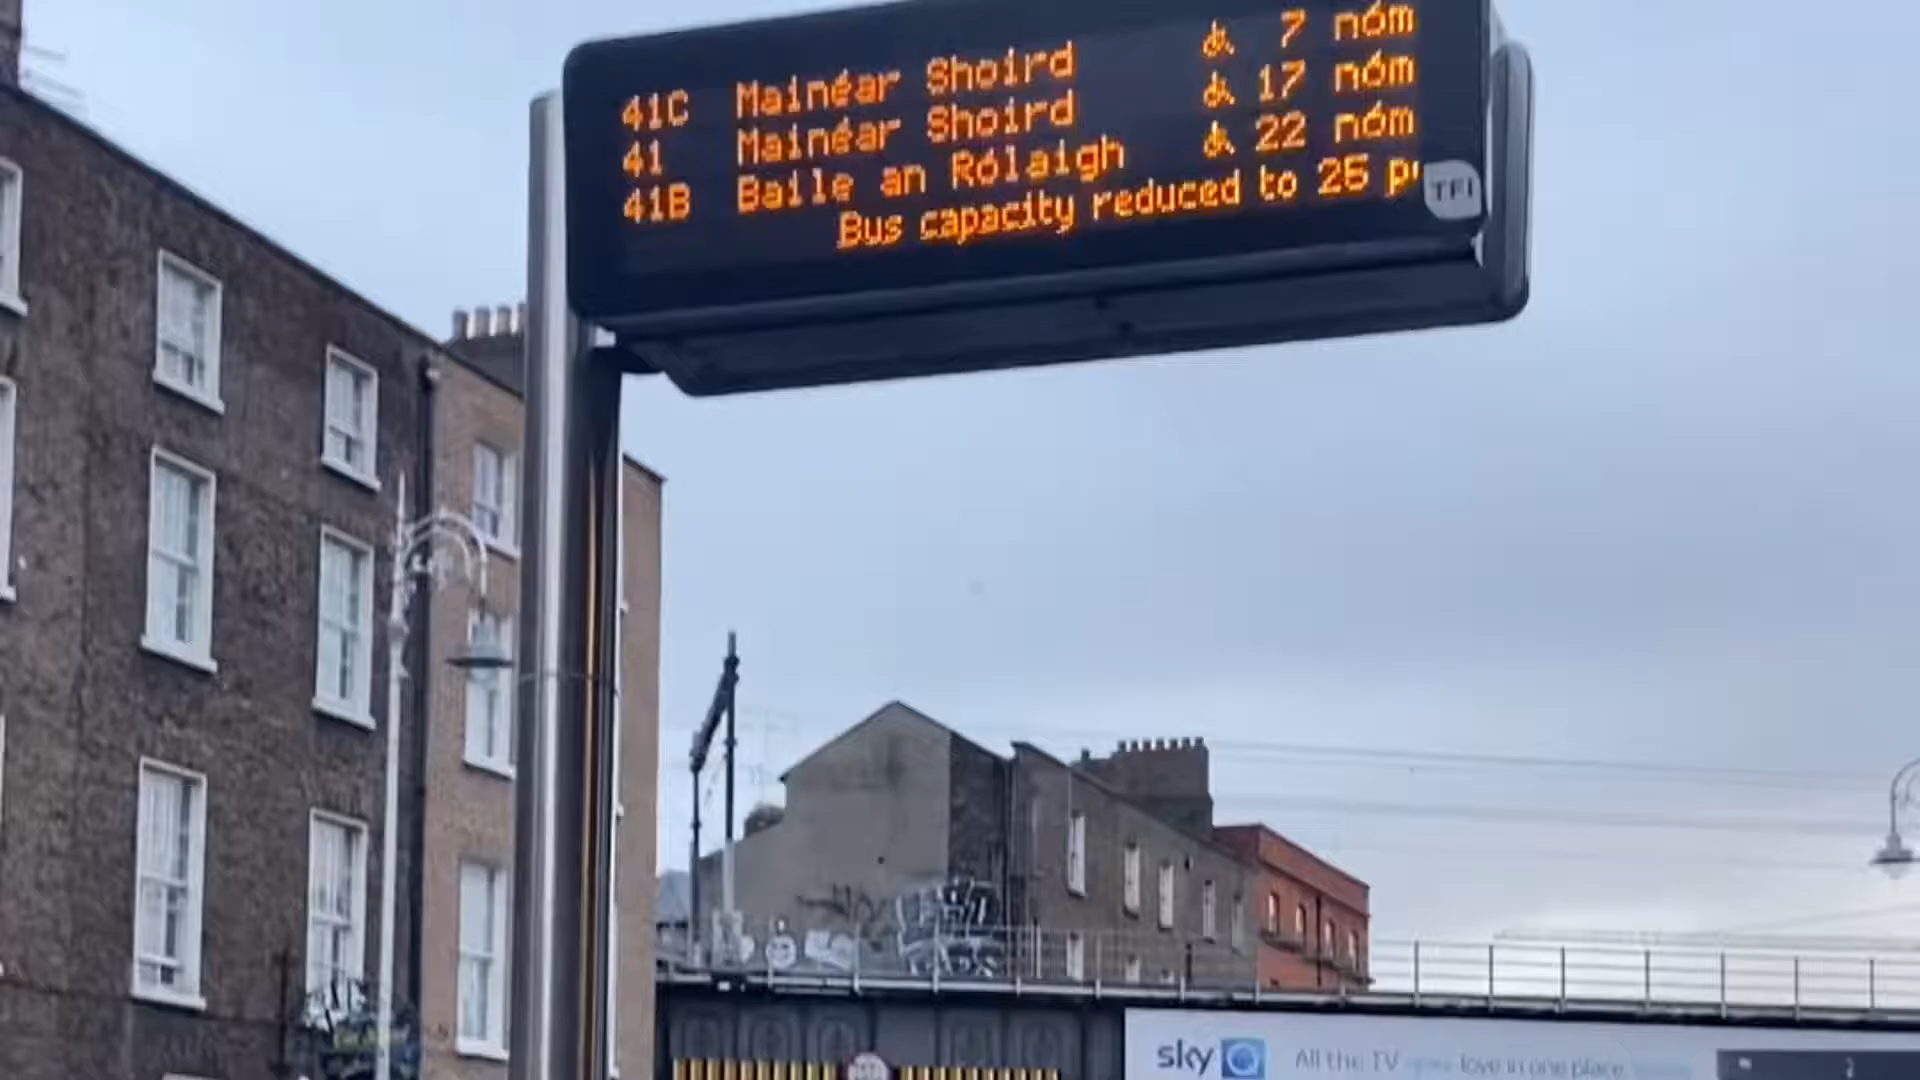 41C Mainéar Shoird 7 nóm
41 Mainéar Shoird 17 nóm
41B Baile an Rólaigh 22 nóm
Bus capacity reduced to 25 p
TFI
sky
All the TV love in one place.